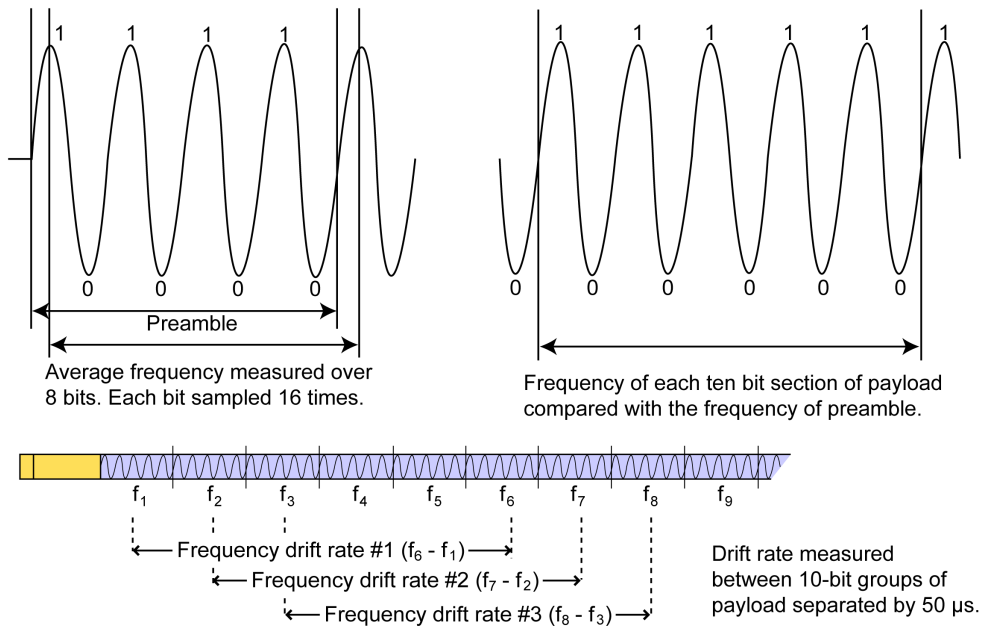 1 1 1 1
0 0 0 0
Preamble
Average frequency measured over
8 bits. Each bit sampled 16 times.
1 1 1 1 1 1
0 0 0 0 0 0
Frequency of each ten bit section of payload
compared with the frequency of preamble.
f1 f2 f3 f4 f5 f6 f7 f8 f9
Frequency drift rate #1 (f6 - f1)
Frequency drift rate #2 (f7 - f2)
Frequency drift rate #3 (f8 - f3)
Drift rate measured
between 10-bit groups of
payload separated by 50 µs.